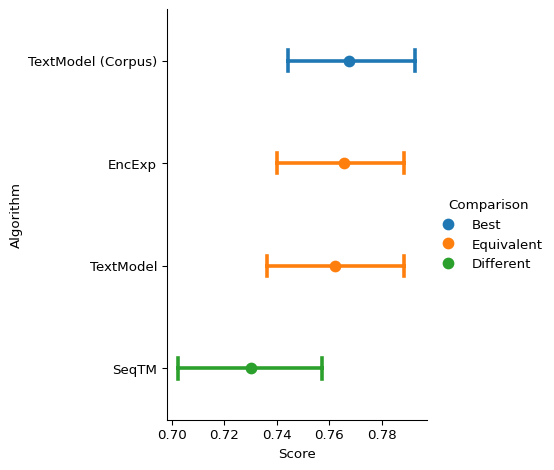 TextModel (Corpus)
EncExp
TextModel
SeqTM
Algorithm
0.70 0.72 0.74 0.76 0.78
Score
Comparison
Best
Equivalent
Different